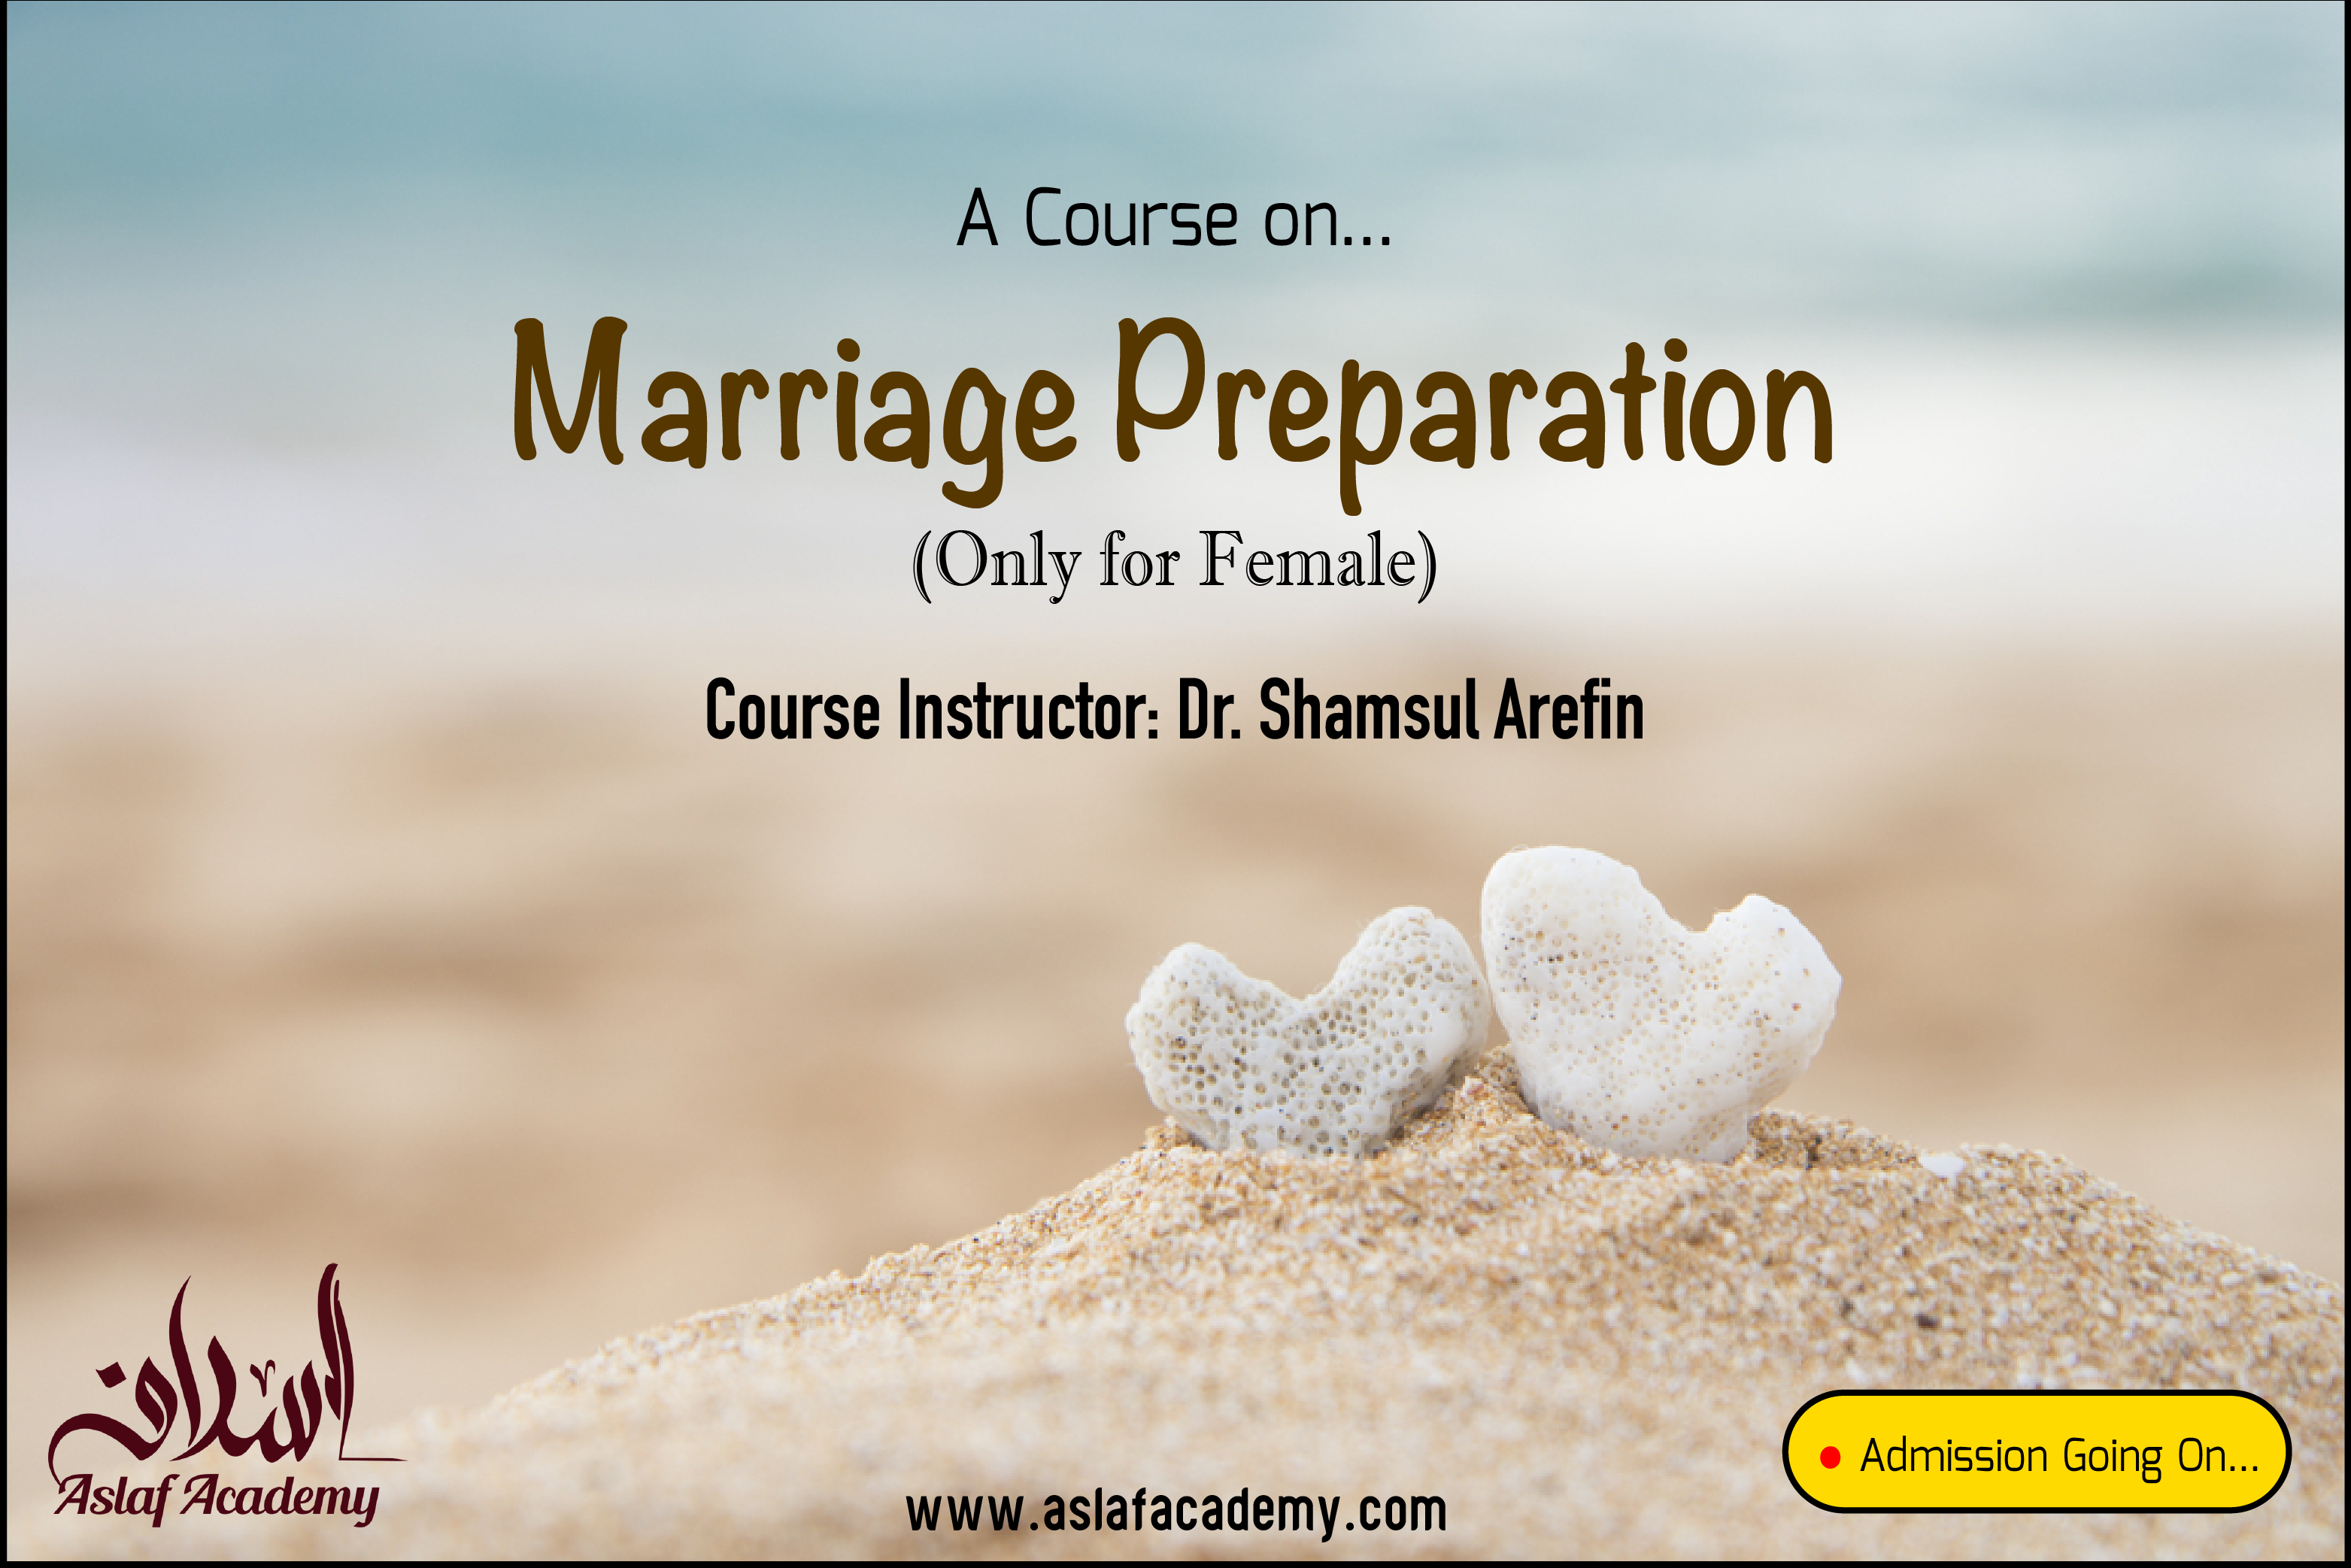 A Course on...
Marriage Preparation
(Only for Female)
Course Instructor: Dr. Shamsul Arefin
أسلاف
Aslaf Academy
www.aslafacademy.com
Admission Going On...